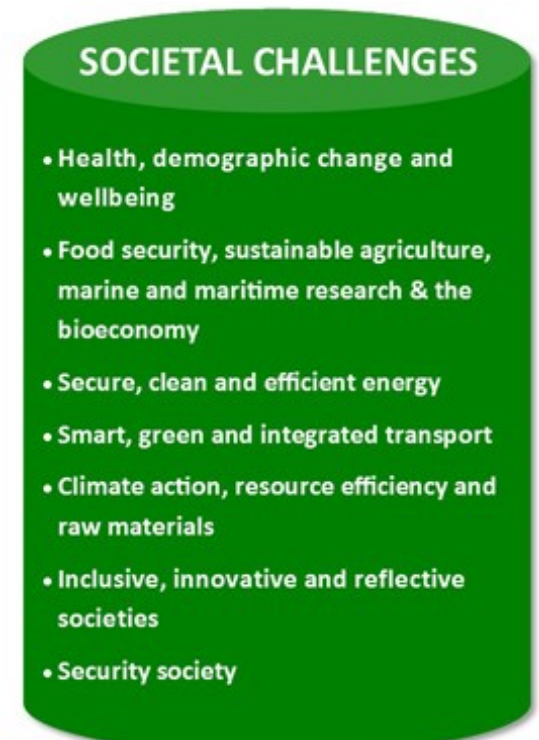 SOCIETAL CHALLENGES
• Health, demographic change and
wellbeing
• Food security, sustainable agriculture,
marine and maritime research & the
bioeconomy
• Secure, clean and efficient energy
• Smart, green and integrated transport
• Climate action, resource efficiency and
raw materials
• Inclusive, innovative and reflective
societies
• Security society